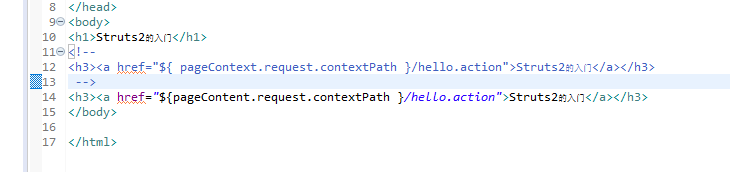 8 </head>
9 <body>
10 <h1>Struts2的入门</h1>
11 <!--
12 <h3><a href="${ pageContext.request.contextPath }/hello.action">Struts2的入门</a></h3>
13 -->
14 <h3><a href="${pageContent.request.contextPath }/hello.action">Struts2的入门</a></h3>
15 </body>
16
17 </html>